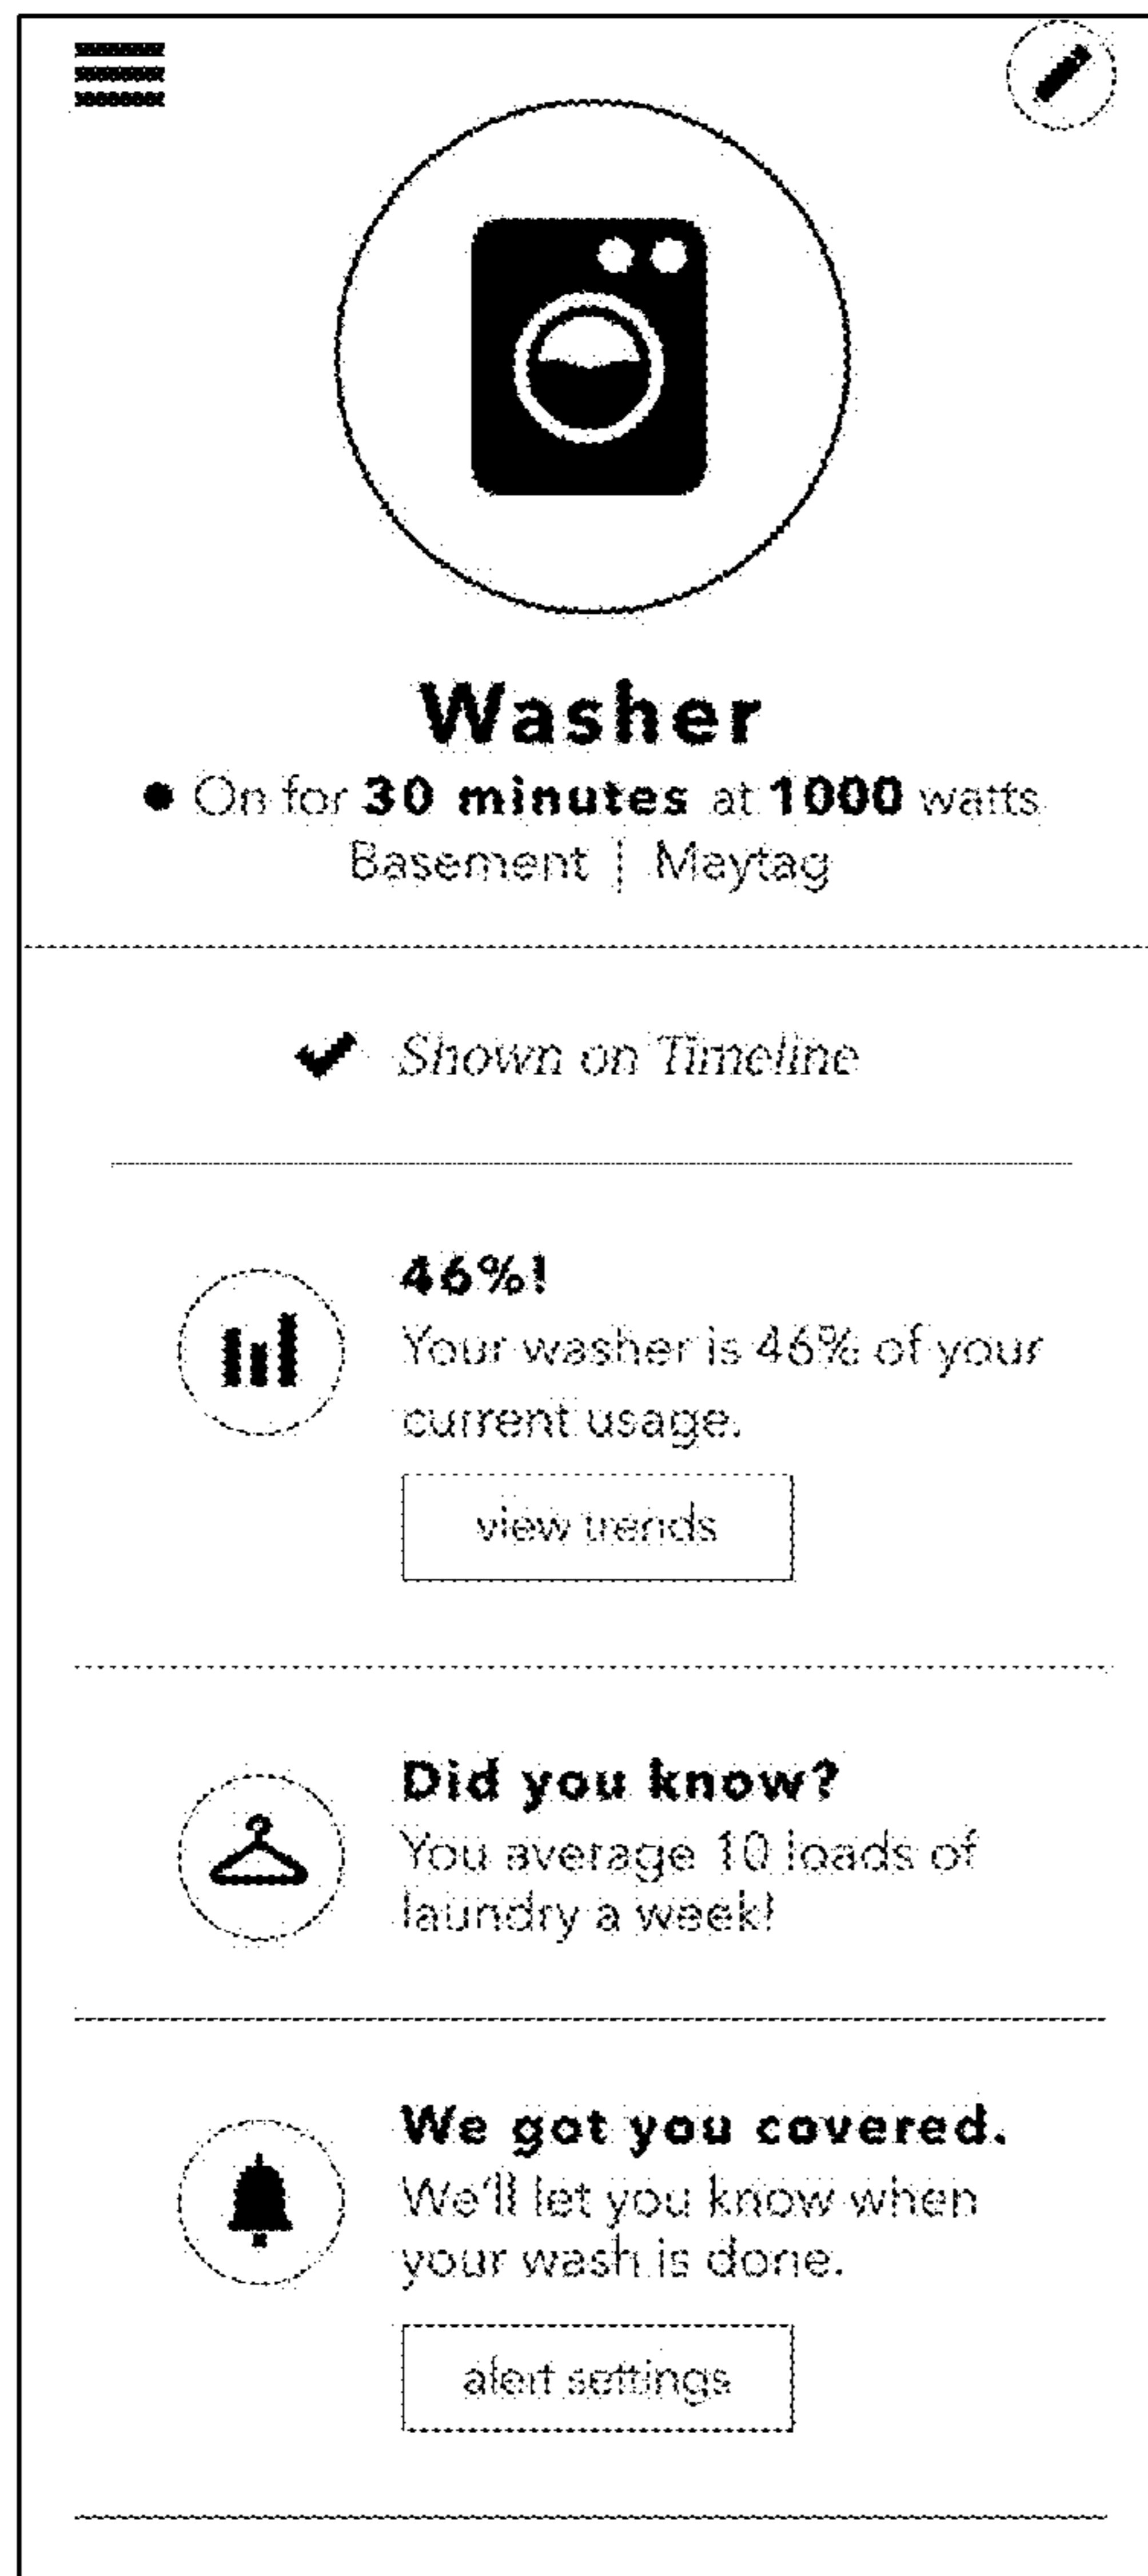 Washer
On for 30 minutes at 1000 watts
Basement | Maytag
Shown on Timeline
46%!
Your washer is 46% of your
current usage.
view trends
Did you know?
You average 10 loads of
laundry a week!
We got you covered.
We'll let you know when
your wash is done.
alert settings